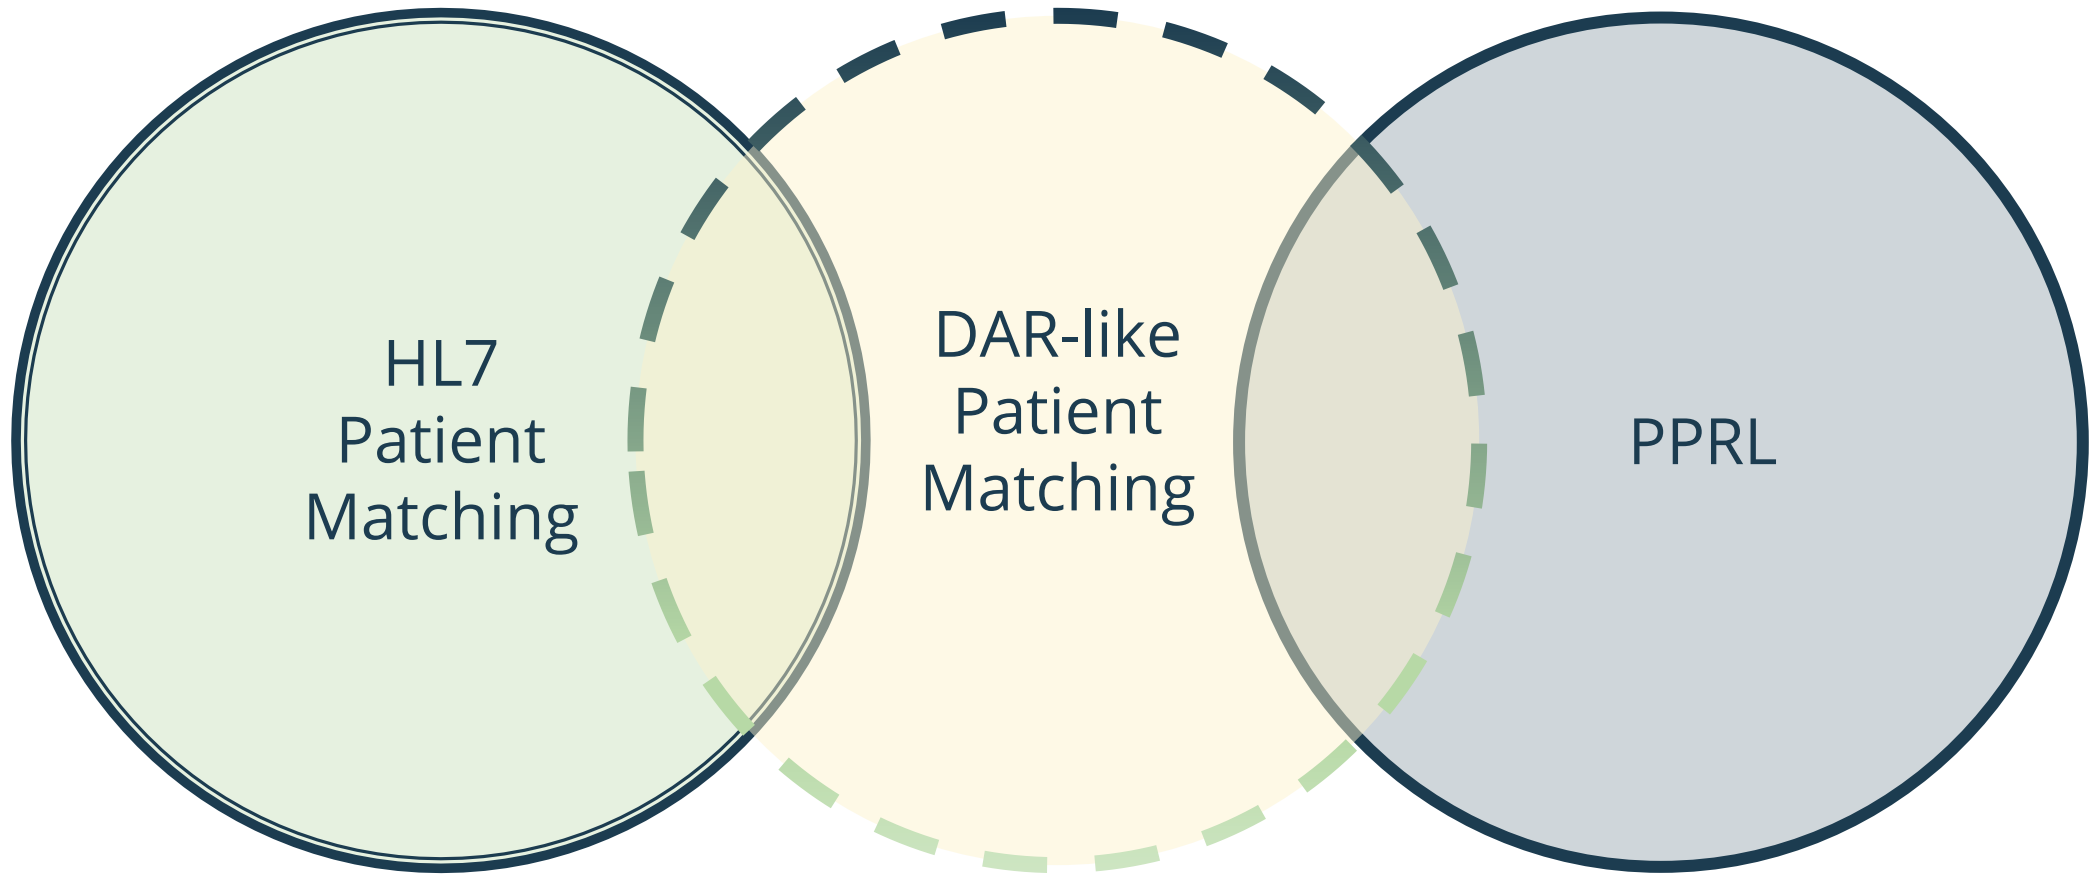 HL7
Patient
Matching
DAR-like
Patient
Matching
PPRL